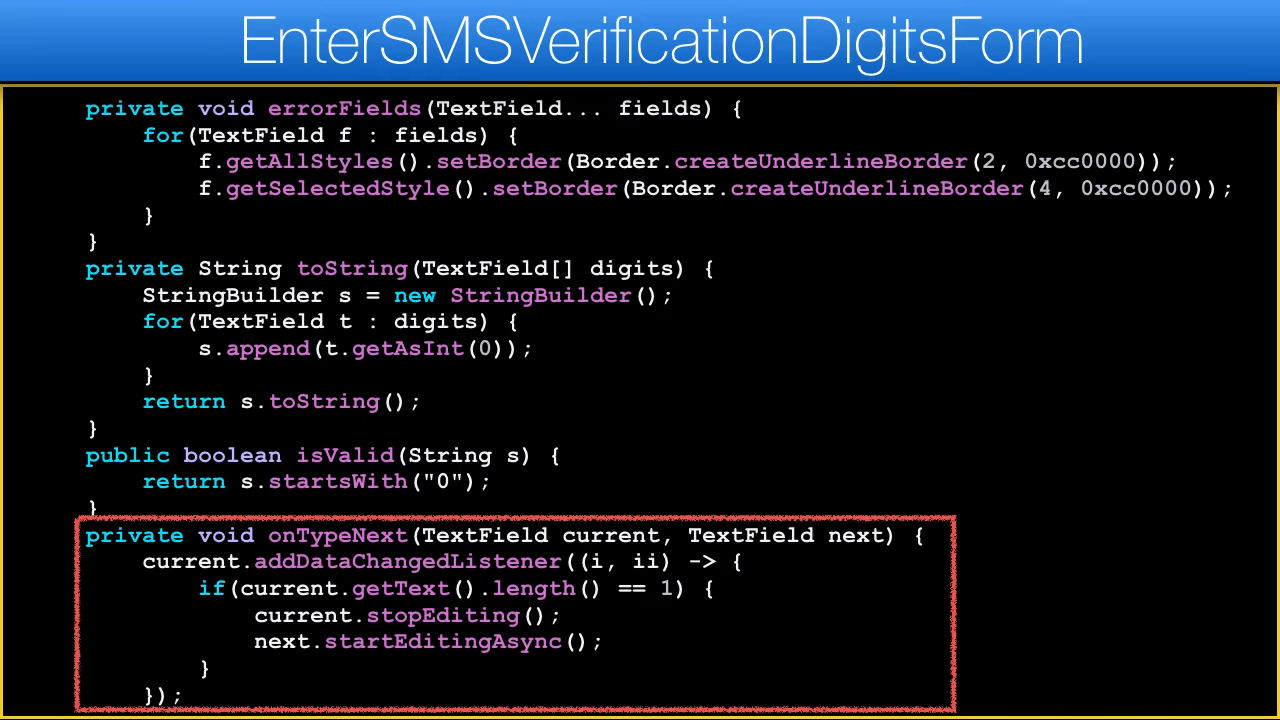 EnterSMSVerificationDigitsForm
private void errorFields(TextField... fields) {
    for(TextField f : fields) {
        f.getAllStyles().setBorder(Border.createUnderlineBorder(2, 0xcc0000));
        f.getSelectedStyle().setBorder(Border.createUnderlineBorder(4, 0xcc0000));
    }
}
private String toString(TextField[] digits) {
    StringBuilder s = new StringBuilder();
    for(TextField t : digits) {
        s.append(t.getAsInt(0));
    }
    return s.toString();
}
public boolean isValid(String s) {
    return s.startsWith("0");
}
private void onTypeNext(TextField current, TextField next) {
    current.addDataChangedListener((i, ii) -> {
        if(current.getText().length() == 1) {
            current.stopEditing();
            next.startEditingAsync();
        }
    });